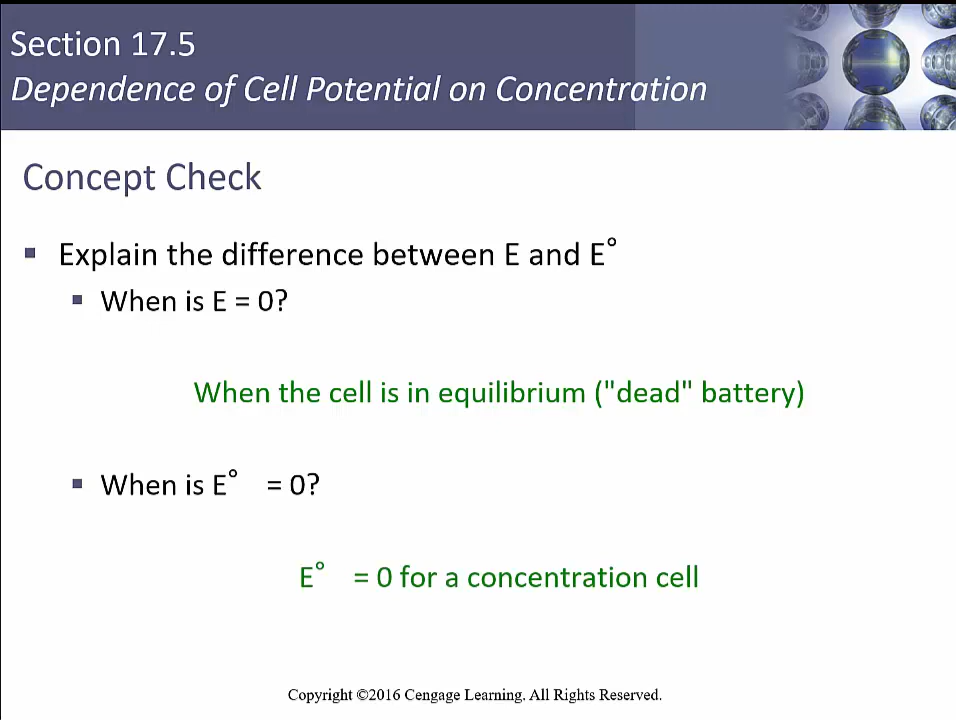 Section 17.5
Dependence of Cell Potential on Concentration
Concept Check
Explain the difference between E and E°
When is E = 0?
When the cell is in equilibrium ("dead" battery)
When is E° = 0?
E° = 0 for a concentration cell
Copyright ©2016 Cengage Learning. All Rights Reserved.